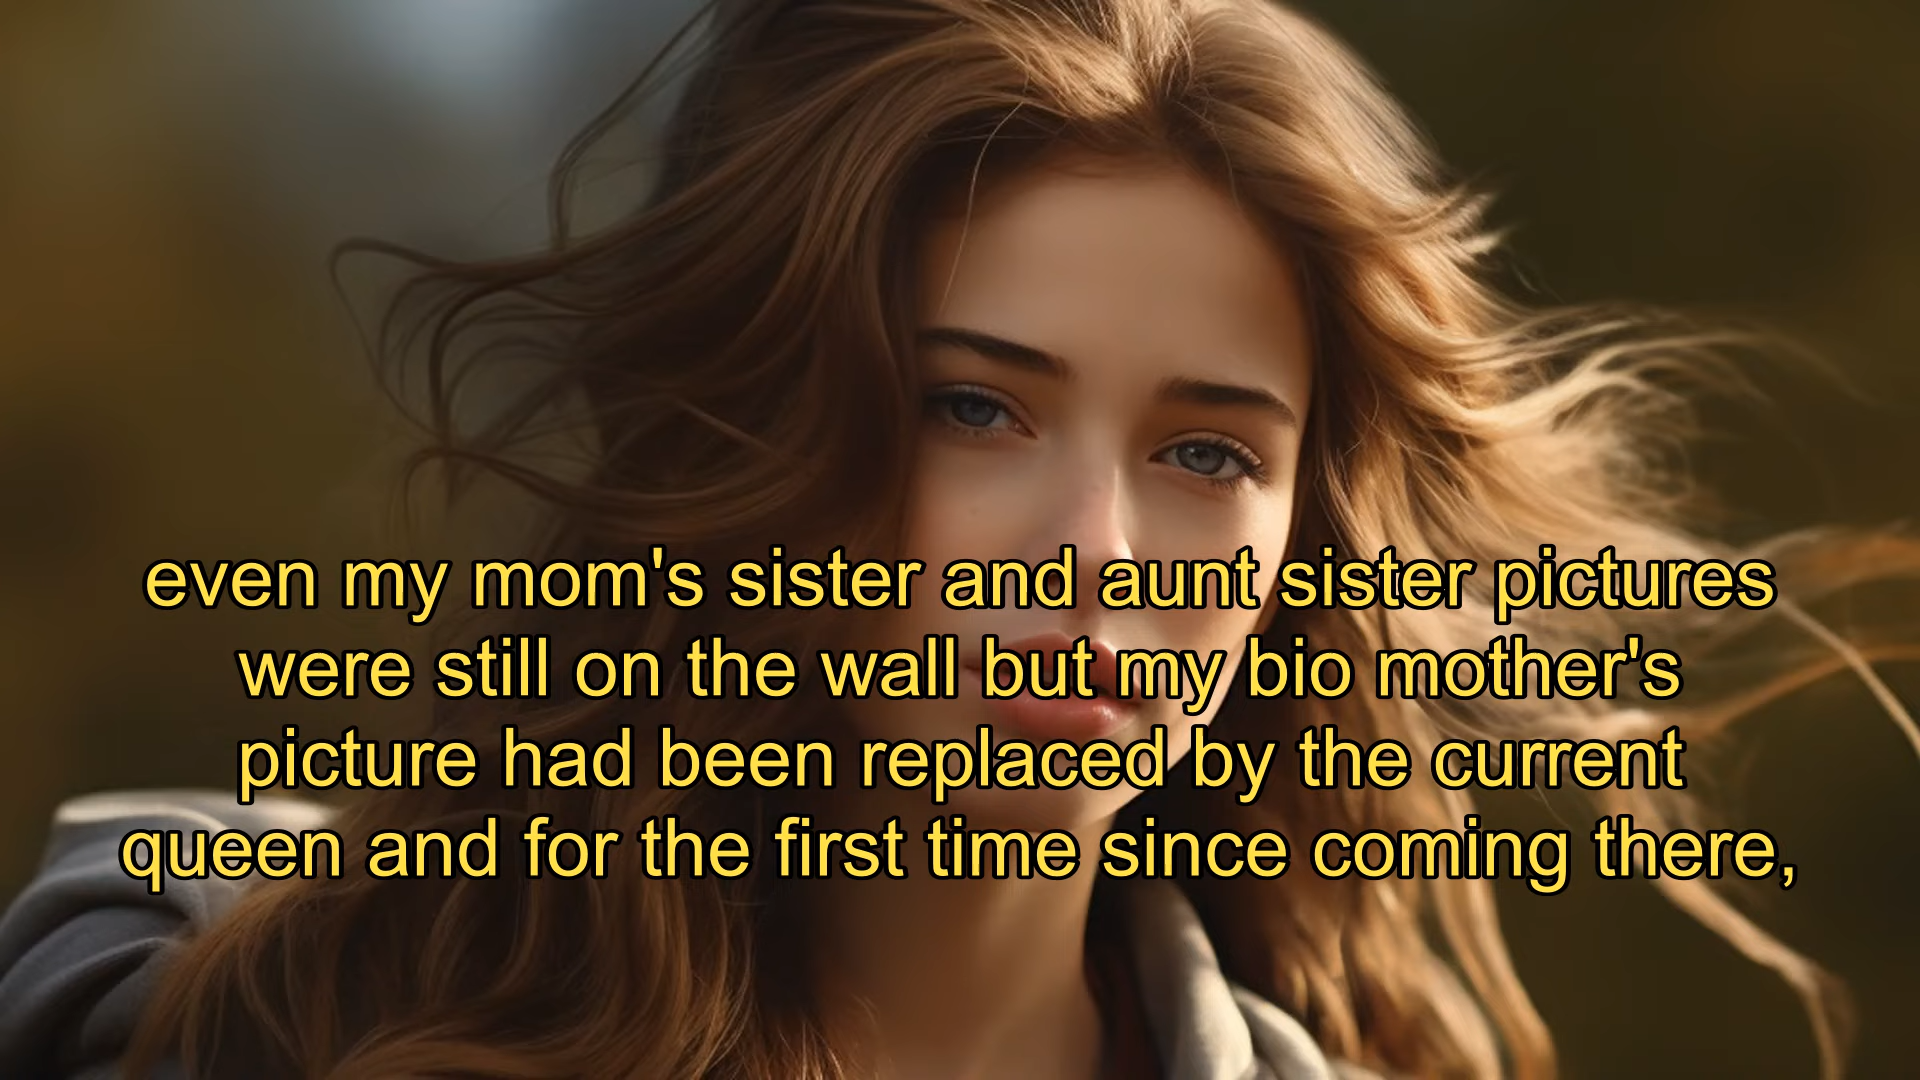 even my mom's sister and aunt sister pictures
were still on the wall but my bio mother's
picture had been replaced by the current
queen and for the first time since coming there,